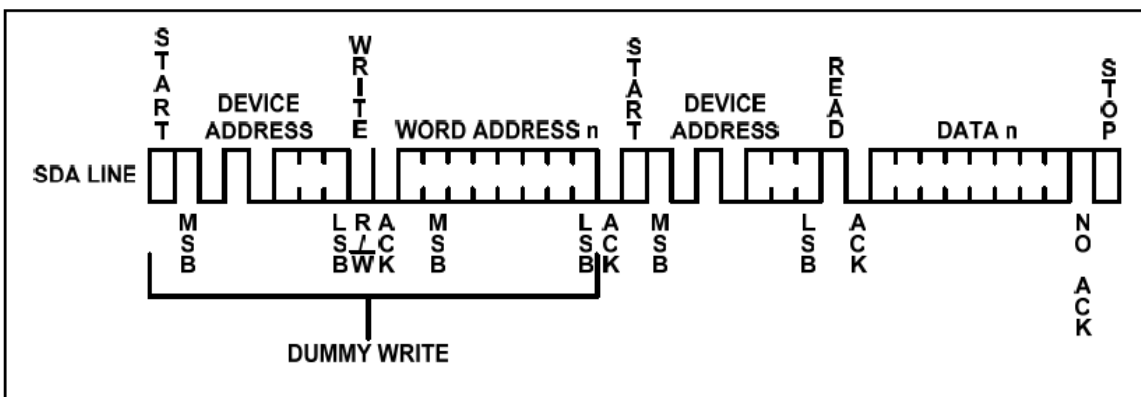 START
WRITE
START
READ
STOP
DEVICE
ADDRESS
WORD ADDRESS n
DEVICE
ADDRESS
DATA n
SDA LINE
MSB
LSB
R/W
ACK
MSB
LSB
ACK
MSB
LSB
ACK
NO ACK
DUMMY WRITE